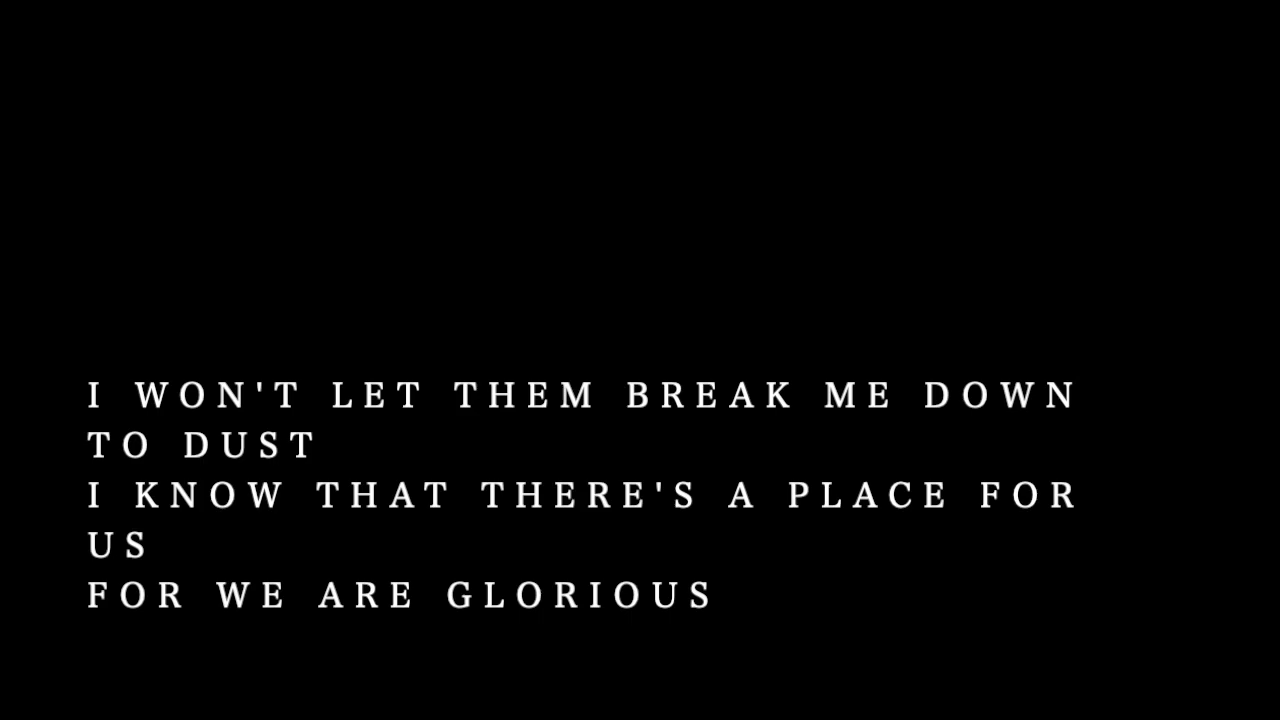 I WON'T LET THEM BREAK ME DOWN
TO DUST
I KNOW THAT THERE'S A PLACE FOR
US
FOR WE ARE GLORIOUS